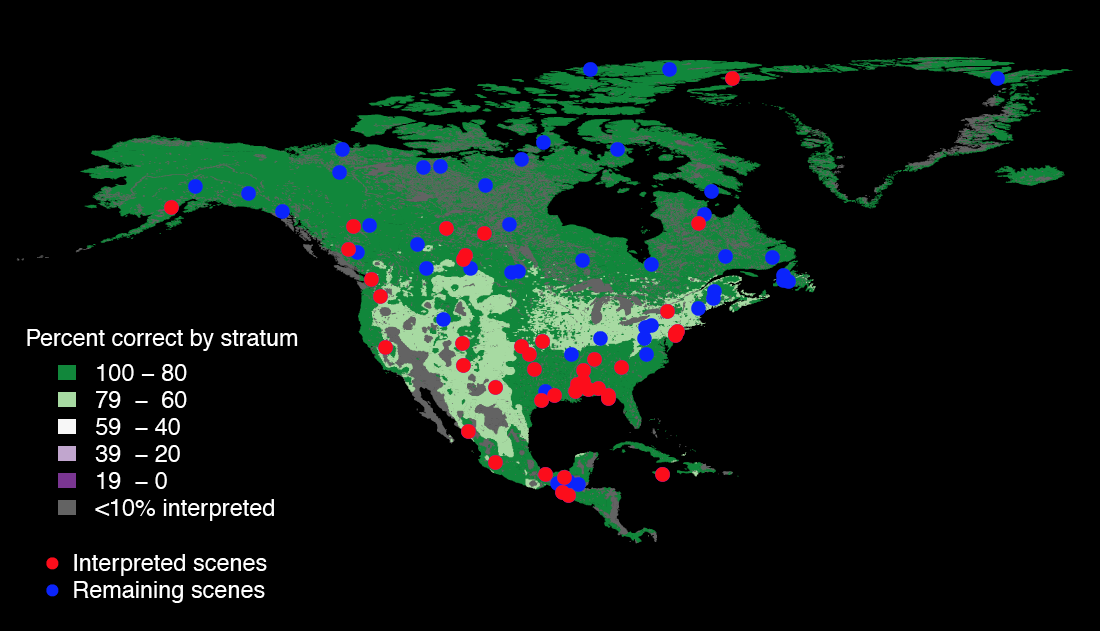 Percent correct by stratum
100 – 80
79 – 60
59 – 40
39 – 20
19 – 0
<10% interpreted
Interpreted scenes
Remaining scenes